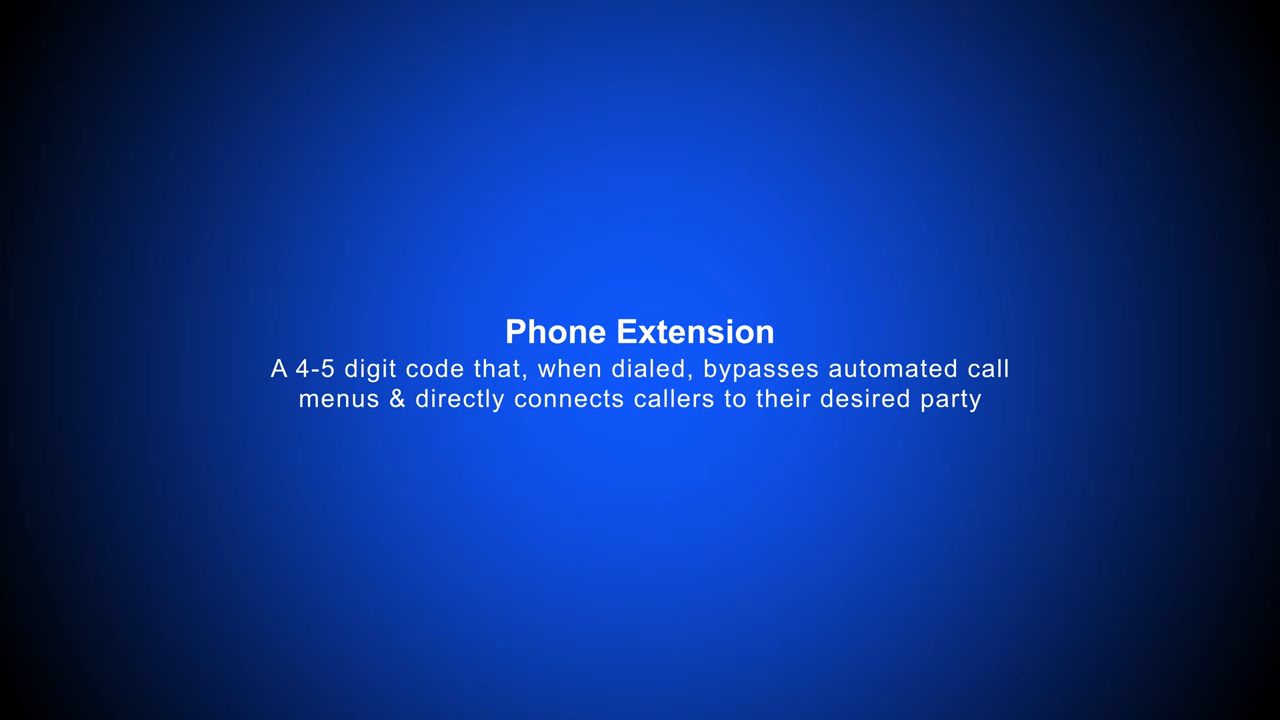 Phone Extension
A 4-5 digit code that, when dialed, bypasses automated call
menus & directly connects callers to their desired party